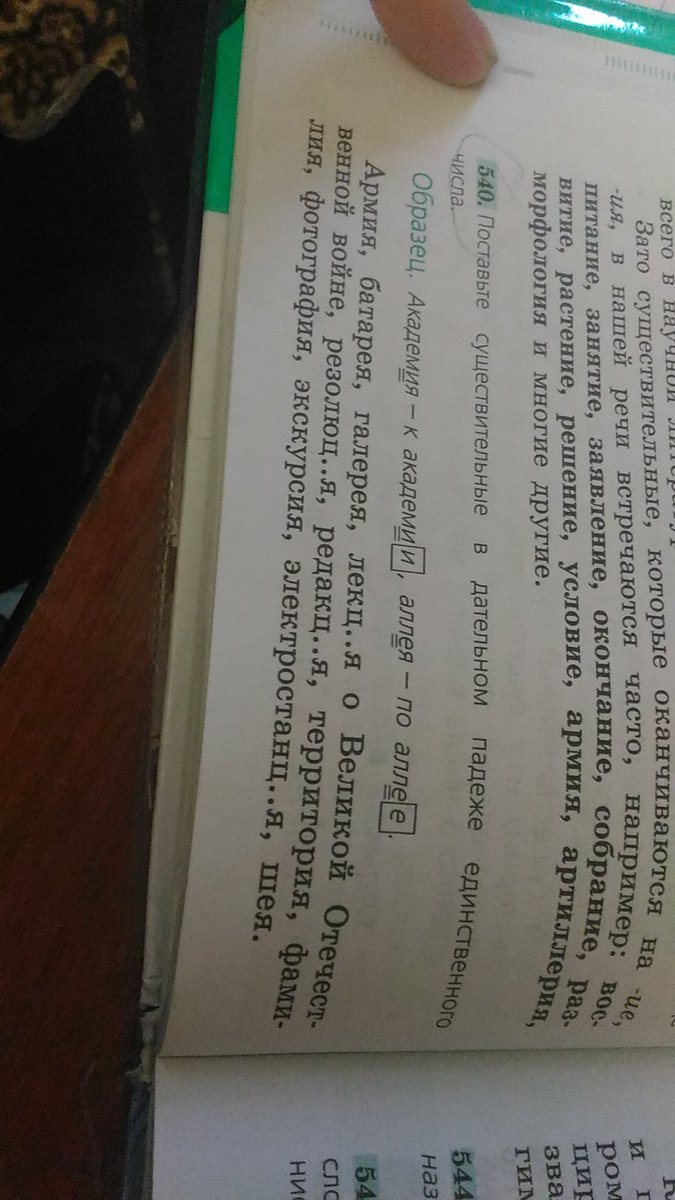 всего в научной
Зато существительные, которые оканчиваются на -ие,
-ия, в нашей речи встречаются часто, например: вос-
питание, занятие, заявление, окончание, собрание, раз-
витие, растение, решение, условие, армия, артиллерия,
морфология и многие другие.
540. Поставьте существительные в дательном падеже единственного
числа.
Образец. Академия – к академии, аллея – по аллее.
Армия, батарея, галерея, лекц..я о Великой Отечест-
венной войне, резолюц..я, редакц..я, территория, фами-
лия, фотография, экскурсия, электростанц..я, шея.
544